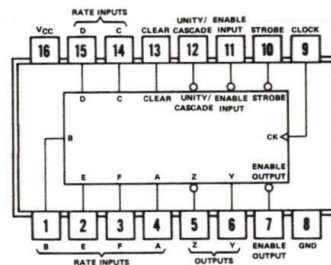 RATE INPUTS
UNITY/ ENABLE
VCC D C CLEAR CASCADE INPUT STROBE CLOCK
16 15 14 13 12 11 10 9
D C CLEAR UNITY/ ENABLE STROBE
CASCADE INPUT
B CK
ENABLE
OUTPUT
E F A Z Y
1 2 3 4 5 6 7 8
B E F A Z Y ENABLE GND
RATE INPUTS OUTPUTS OUTPUT